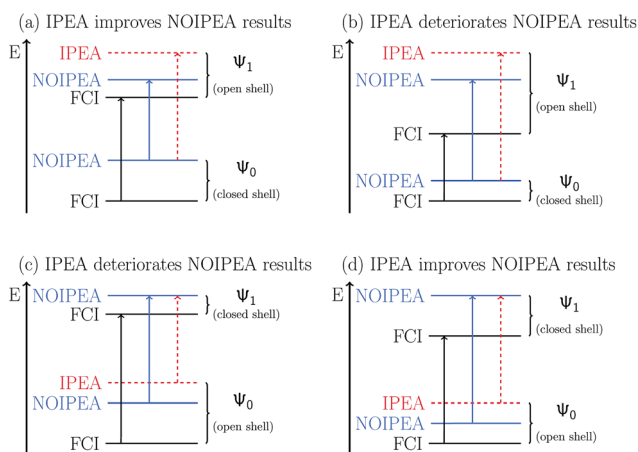 (a) IPEA improves NOIPEA results
E
IPEA
NOIPEA
FCI
Ψ1
(open shell)
NOIPEA
FCI
Ψ0
(closed shell)
(b) IPEA deteriorates NOIPEA results
E
IPEA
NOIPEA
FCI
Ψ1
(open shell)
NOIPEA
FCI
Ψ0
(closed shell)
(c) IPEA deteriorates NOIPEA results
E
NOIPEA
FCI
Ψ1
(closed shell)
IPEA
NOIPEA
FCI
Ψ0
(open shell)
(d) IPEA improves NOIPEA results
E
NOIPEA
FCI
Ψ1
(closed shell)
IPEA
NOIPEA
FCI
Ψ0
(open shell)